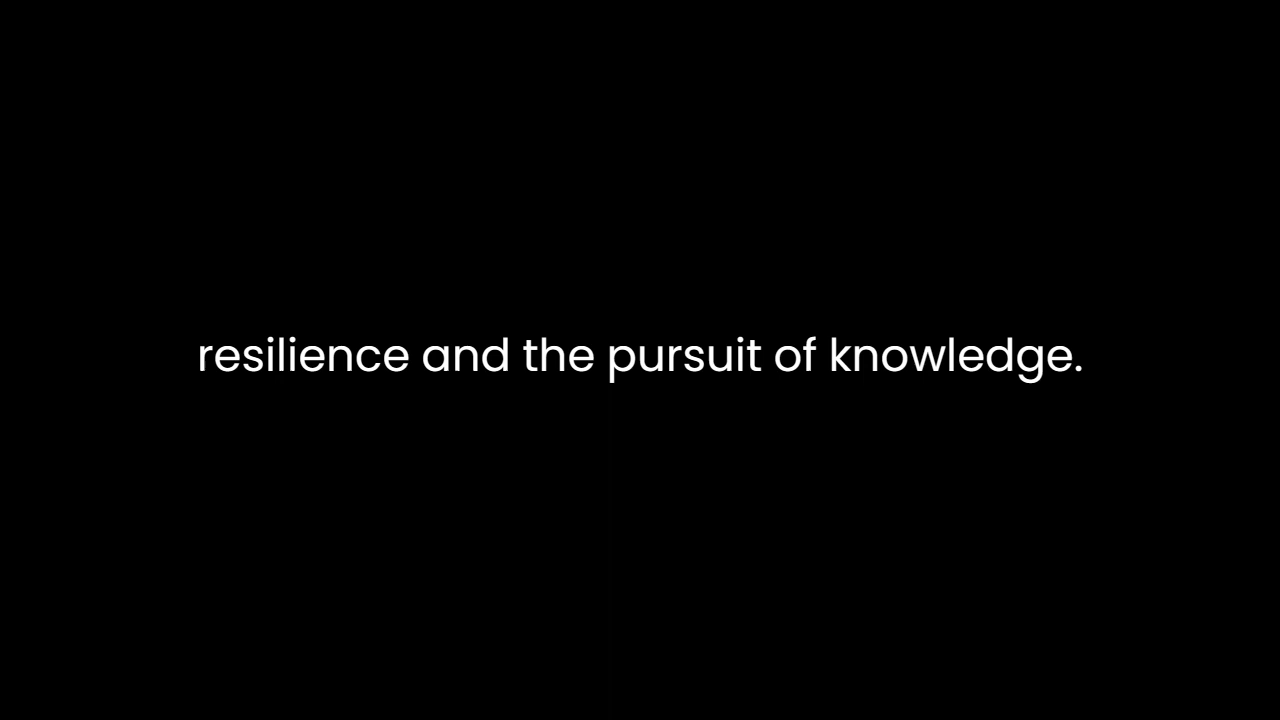 resilience and the pursuit of knowledge.